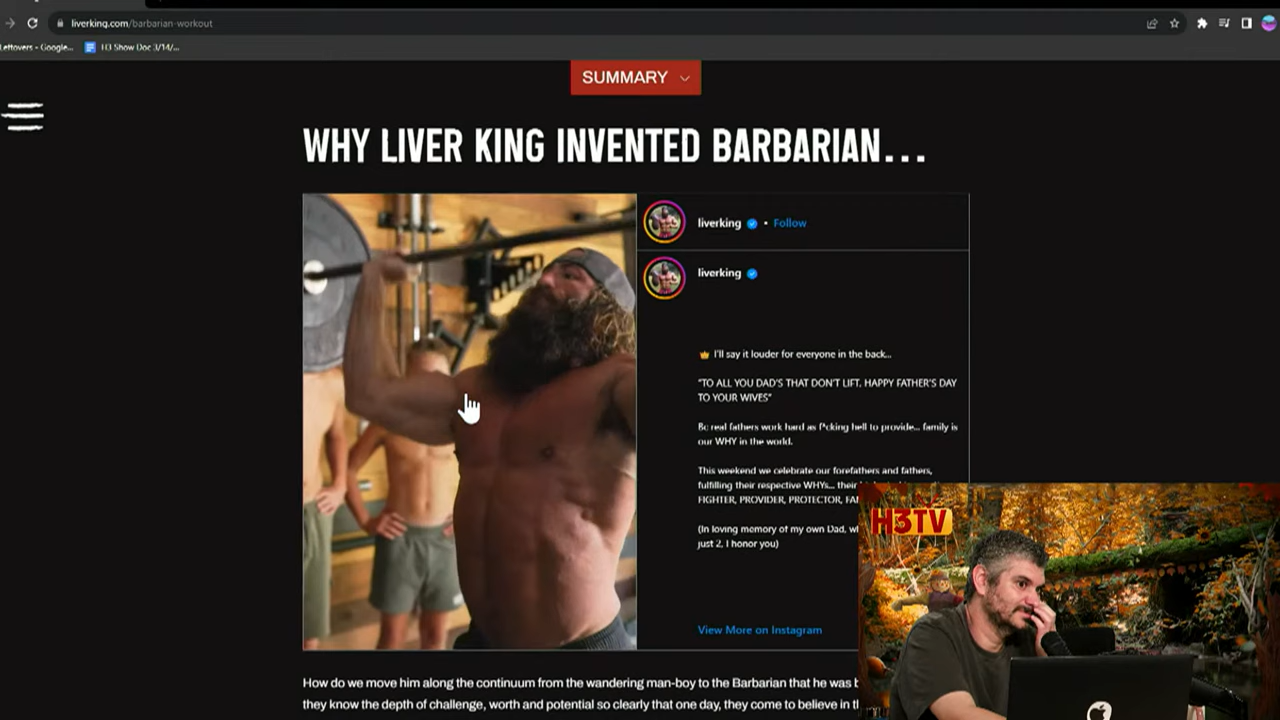 liverking.com/barbarian-workout
Leftovers - Google...
H3 Show Doc 3/14/...
SUMMARY
WHY LIVER KING INVENTED BARBARIAN...
liverking • Follow
liverking
I'll say it louder for everyone in the back...
"TO ALL YOU DAD'S THAT DON'T LIFT, HAPPY FATHER'S DAY
TO YOUR WIVES"
Bc real fathers work hard as f*cking hell to provide... family is
our WHY in the world.
This weekend we celebrate our forefathers and fathers,
fulfilling their respective WHYs... their
FIGHTER, PROVIDER, PROTECTOR,
(In loving memory of my own Dad,
just 2, I honor you)
H3TV
View More on Instagram
How do we move him along the continuum from the wandering man-boy to the Barbarian that he was
they know the depth of challenge, worth and potential so clearly that one day, they come to believe in